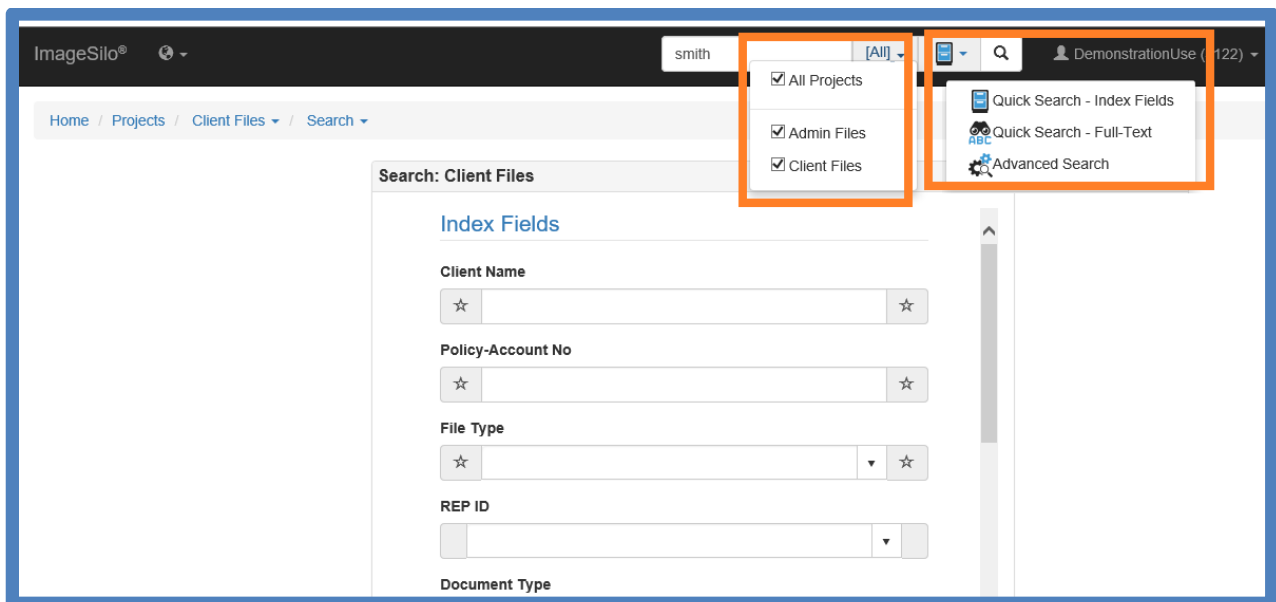 ImageSilo®
smith
[All]
DemonstrationUse
122)
All Projects
Admin Files
Client Files
Quick Search - Index Fields
ABC
Quick Search - Full-Text
Advanced Search
Home / Projects / Client Files / Search
Search: Client Files
Index Fields
Client Name
Policy-Account No
File Type
REP ID
Document Type